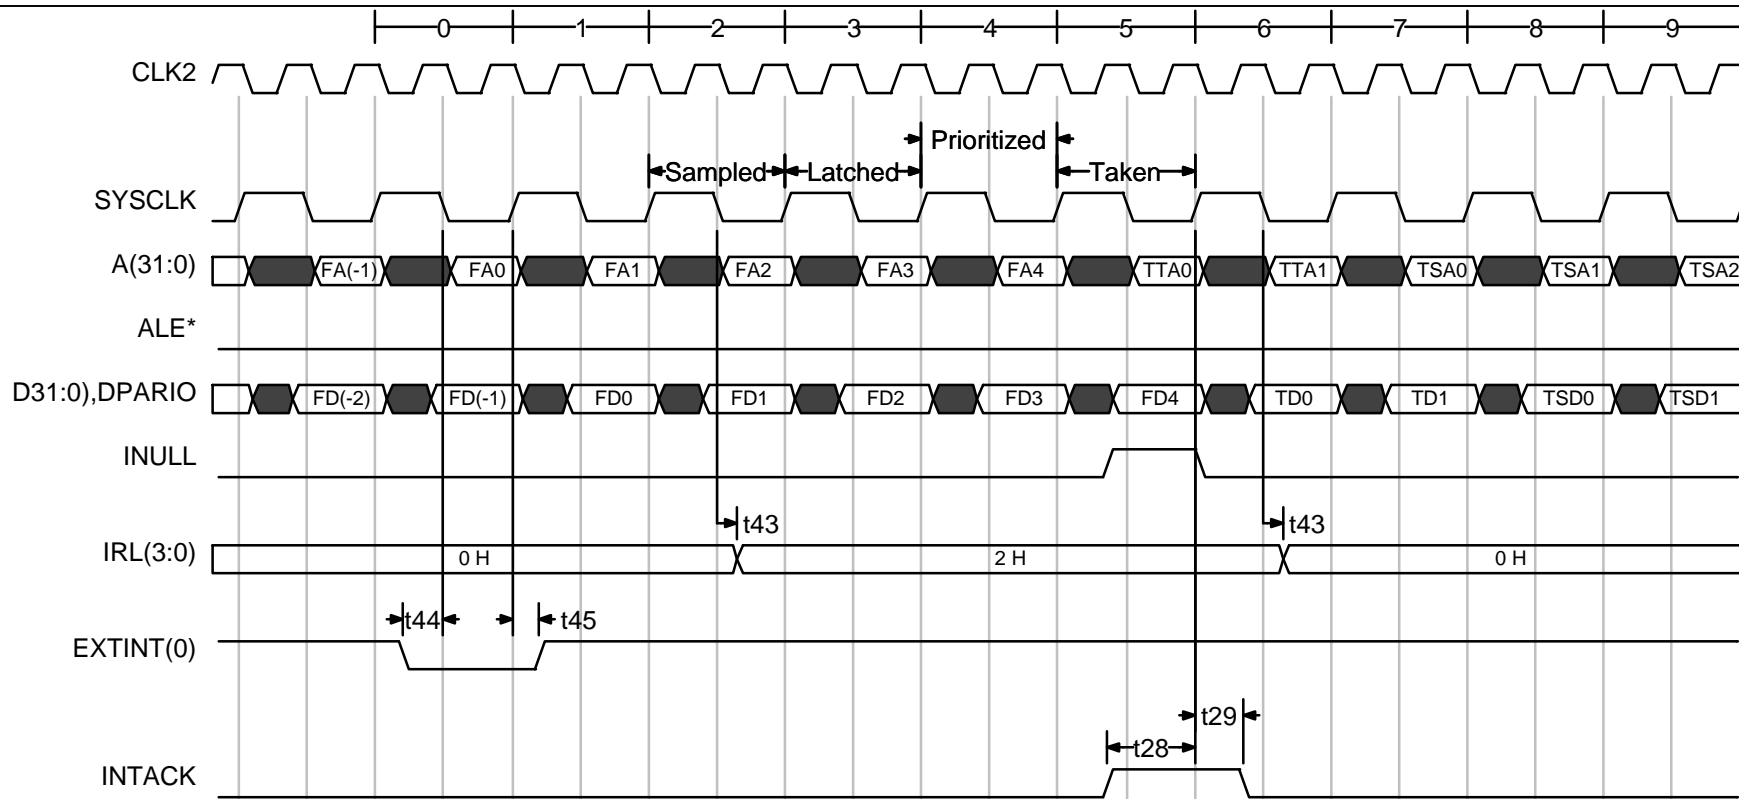 0 1 2 3 4 5 6 7 8 9
CLK2
Prioritized
Sampled Latched Taken
SYSCLK
A(31:0) FA(-1) FA0 FA1 FA2 FA3 FA4 TTA0 TTA1 TSA0 TSA1 TSA2
ALE*
D31:0),DPARIO FD(-2) FD(-1) FD0 FD1 FD2 FD3 FD4 TD0 TD1 TSD0 TSD1
INULL
t43 t43
IRL(3:0) 0 H 2 H 0 H
t44 t45
EXTINT(0)
t29
t28
INTACK